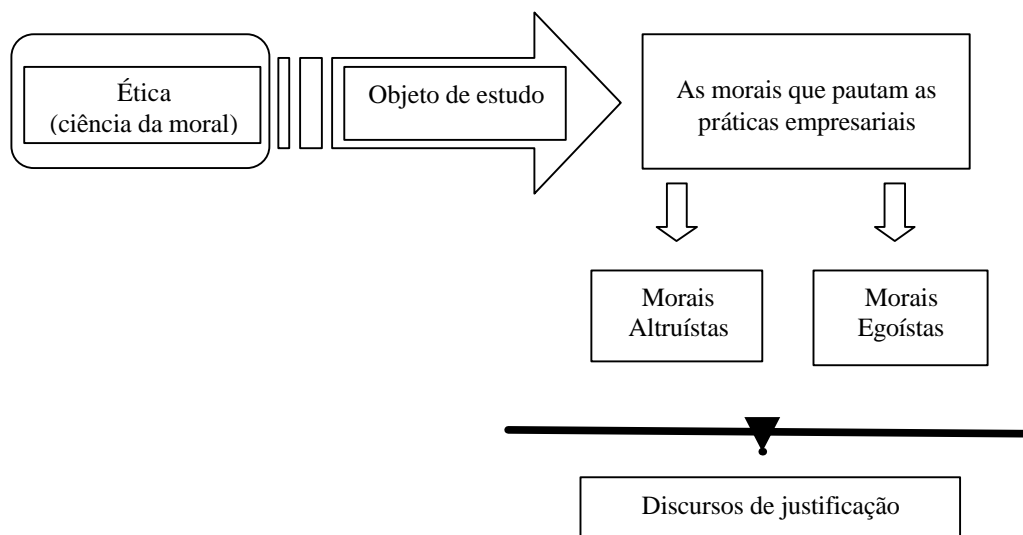 Ética
(ciência da moral)
Objeto de estudo
As morais que pautam as
práticas empresariais
Morais
Altruístas
Morais
Egoístas
Discursos de justificação